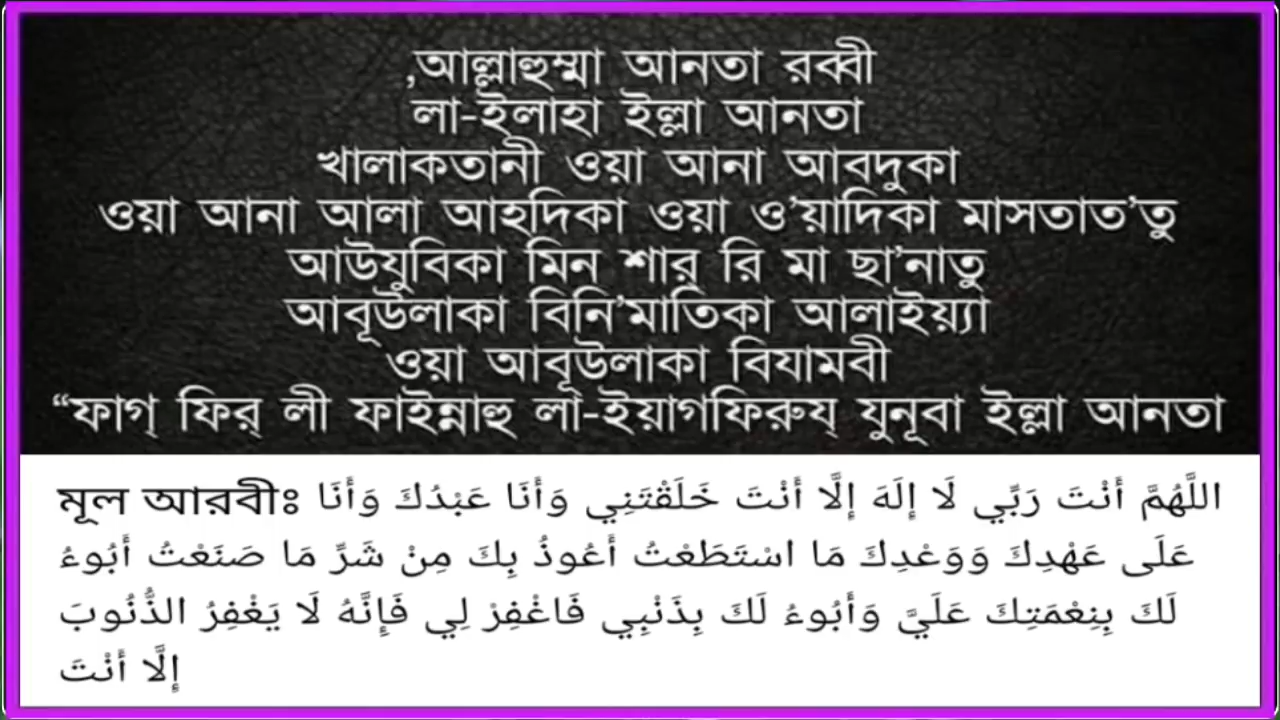 ,আল্লাহুম্মা আনতা রব্বী
লা-ইলাহা ইল্লা আনতা
খালাকতানী ওয়া আনা আবদুকা
ওয়া আনা আলা আহদিকা ওয়া ও’য়াদিকা মাসতাত’তু
আউযুবিকা মিন শার্ রি মা ছা’নাতু
আবূউলাকা বিনি’মাতিকা আলাইয়্যা
ওয়া আবূউলাকা বিযামবী
“ফাগ্ ফির্ লী ফাইন্নাহু লা-ইয়াগফিরুয্ যুনূবা ইল্লা আনতা
মূল আরবীঃ اللَّهُمَّ أَنْتَ رَبِّي لَا إِلَهَ إِلَّا أَنْتَ خَلَقْتَنِي وَأَنَا عَبْدُكَ وَأَنَا
عَلَى عَهْدِكَ وَوَعْدِكَ مَا اسْتَطَعْتُ أَعُوذُ بِكَ مِنْ شَرِّ مَا صَنَعْتُ أَبُوءُ
لَكَ بِنِعْمَتِكَ عَلَيَّ وَأَبُوءُ لَكَ بِذَنْبِي فَاغْفِرْ لِي فَإِنَّهُ لَا يَغْفِرُ الذُّنُوبَ
إِلَّا أَنْتَ